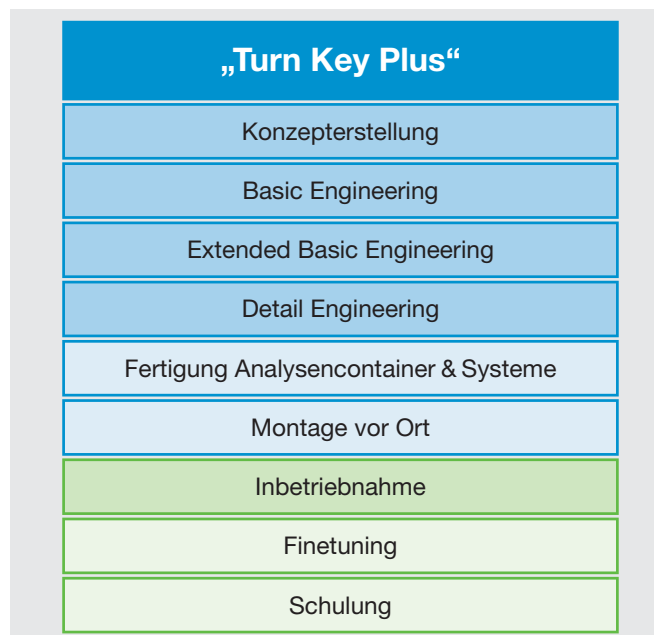 „Turn Key Plus“
Konzepterstellung
Basic Engineering
Extended Basic Engineering
Detail Engineering
Fertigung Analysencontainer & Systeme
Montage vor Ort
Inbetriebnahme
Finetuning
Schulung